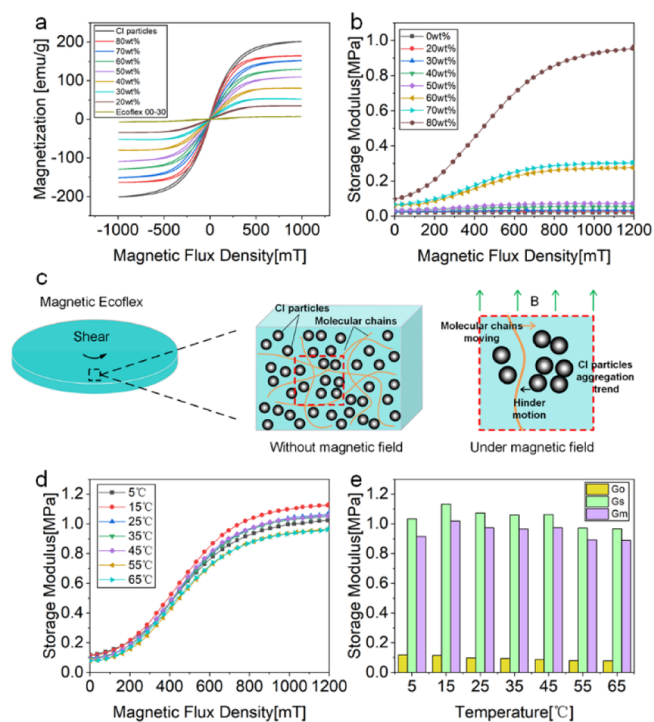 a
Magnetization [emu/g]
200
100
0
-100
-200
CI particles
80wt%
70wt%
60wt%
50wt%
40wt%
30wt%
20wt%
Ecoflex 00-30
-1000 -500 0 500 1000
Magnetic Flux Density[mT]
b
Storage Modulus[MPa]
1.0
0.8
0.6
0.4
0.2
0.0
0wt%
20wt%
30wt%
40wt%
50wt%
60wt%
70wt%
80wt%
0 200 400 600 800 1000 1200
Magnetic Flux Density[mT]
c
Magnetic Ecoflex
Shear
CI particles
Molecular chains
Without magnetic field
B
Molecular chains
moving
CI particles
aggregation
trend
Hinder
motion
Under magnetic field
d
Storage Modulus[MPa]
1.2
1.0
0.8
0.6
0.4
0.2
0.0
5℃
15℃
25℃
35℃
45℃
55℃
65℃
0 200 400 600 800 1000 1200
Magnetic Flux Density[mT]
e
Storage Modulus[MPa]
1.2
1.0
0.8
0.6
0.4
0.2
0.0
Go
Gs
Gm
5 15 25 35 45 55 65
Temperature[℃]